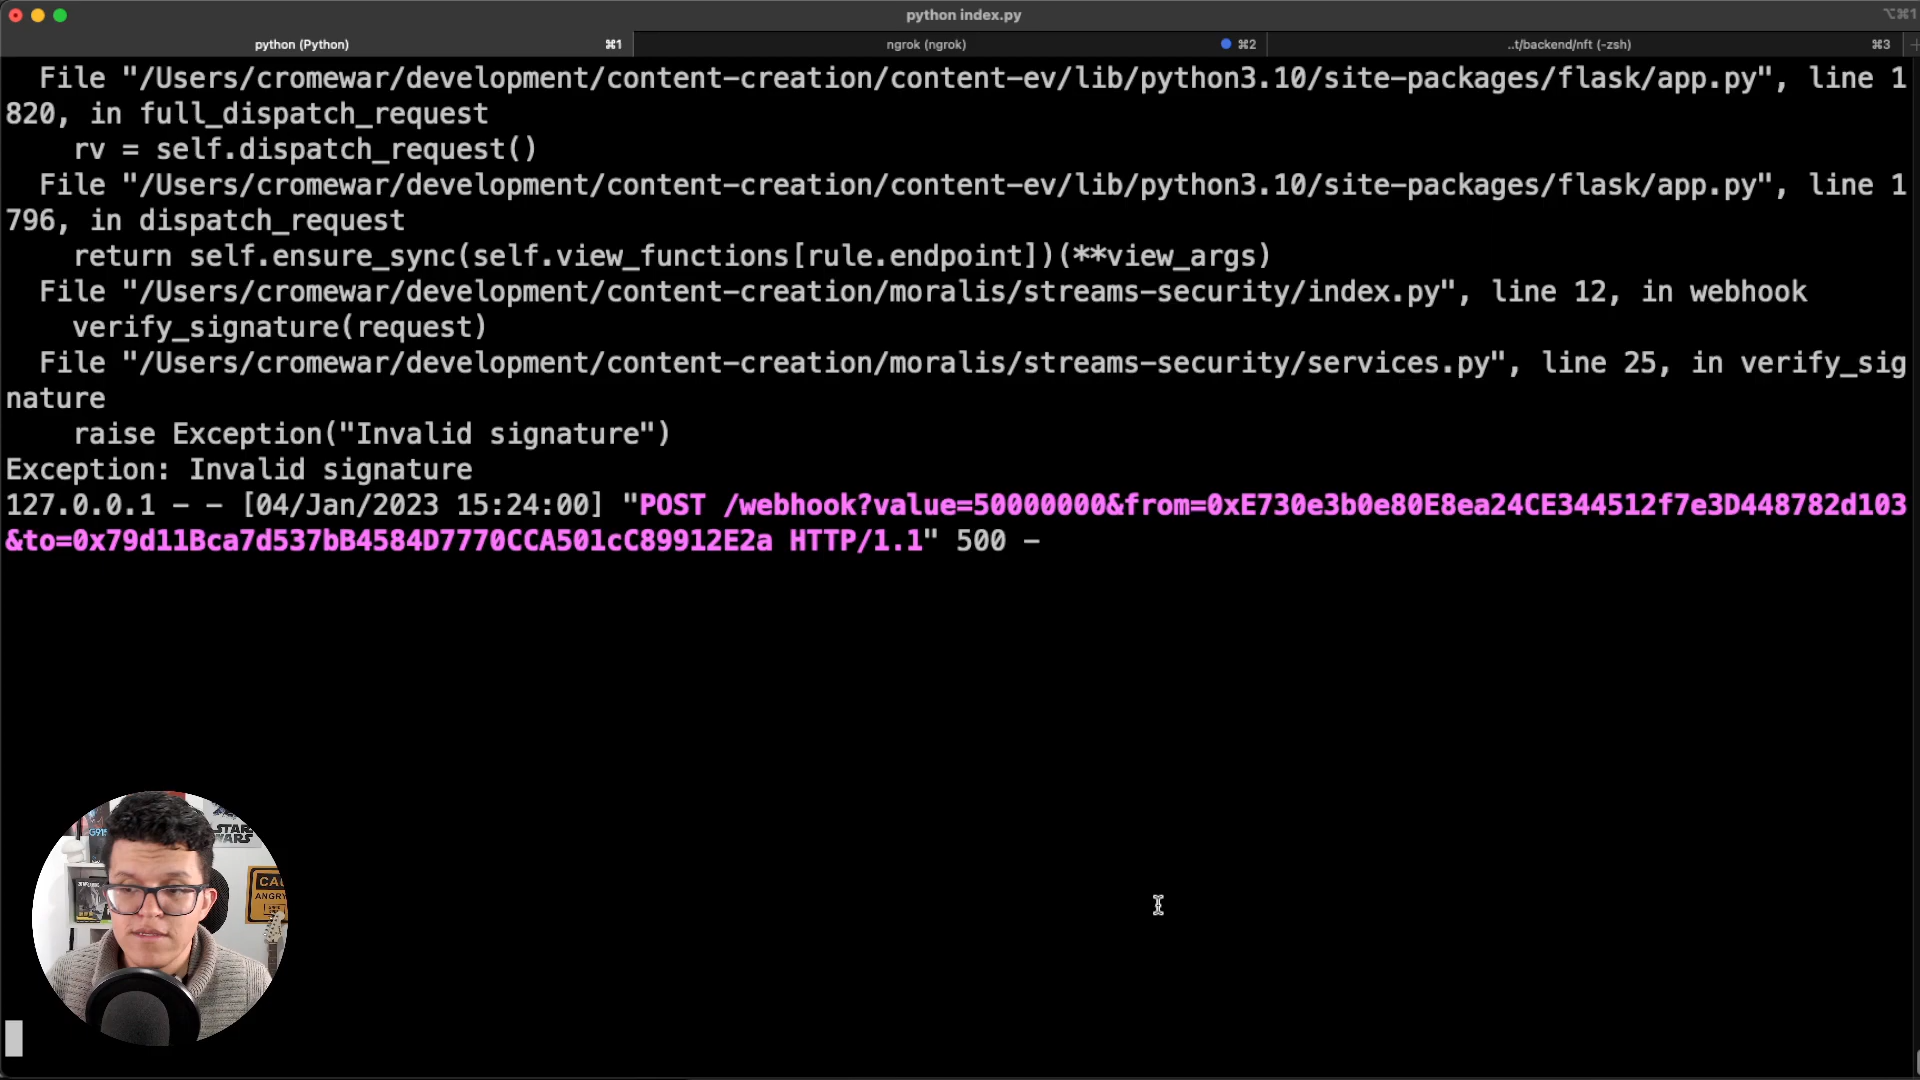 python index.py
⌥⌘1
python (Python)
⌘1
ngrok (ngrok)
⌘2
..t/backend/nft (-zsh)
⌘3
File "/Users/cromewar/development/content-creation/content-ev/lib/python3.10/site-packages/flask/app.py", line 1
820, in full_dispatch_request
rv = self.dispatch_request()
File "/Users/cromewar/development/content-creation/content-ev/lib/python3.10/site-packages/flask/app.py", line 1
796, in dispatch_request
return self.ensure_sync(self.view_functions[rule.endpoint])(**view_args)
File "/Users/cromewar/development/content-creation/moralis/streams-security/index.py", line 12, in webhook
verify_signature(request)
File "/Users/cromewar/development/content-creation/moralis/streams-security/services.py", line 25, in verify_sig
nature
raise Exception("Invalid signature")
Exception: Invalid signature
127.0.0.1 - - [04/Jan/2023 15:24:00] "POST /webhook?value=50000000&from=0xE730e3b0e80E8ea24CE344512f7e3D448782d103
&to=0x79d11Bca7d537bB4584D7770CCA501cC89912E2a HTTP/1.1" 500 -
G915
STAR
WARS
ANGRY